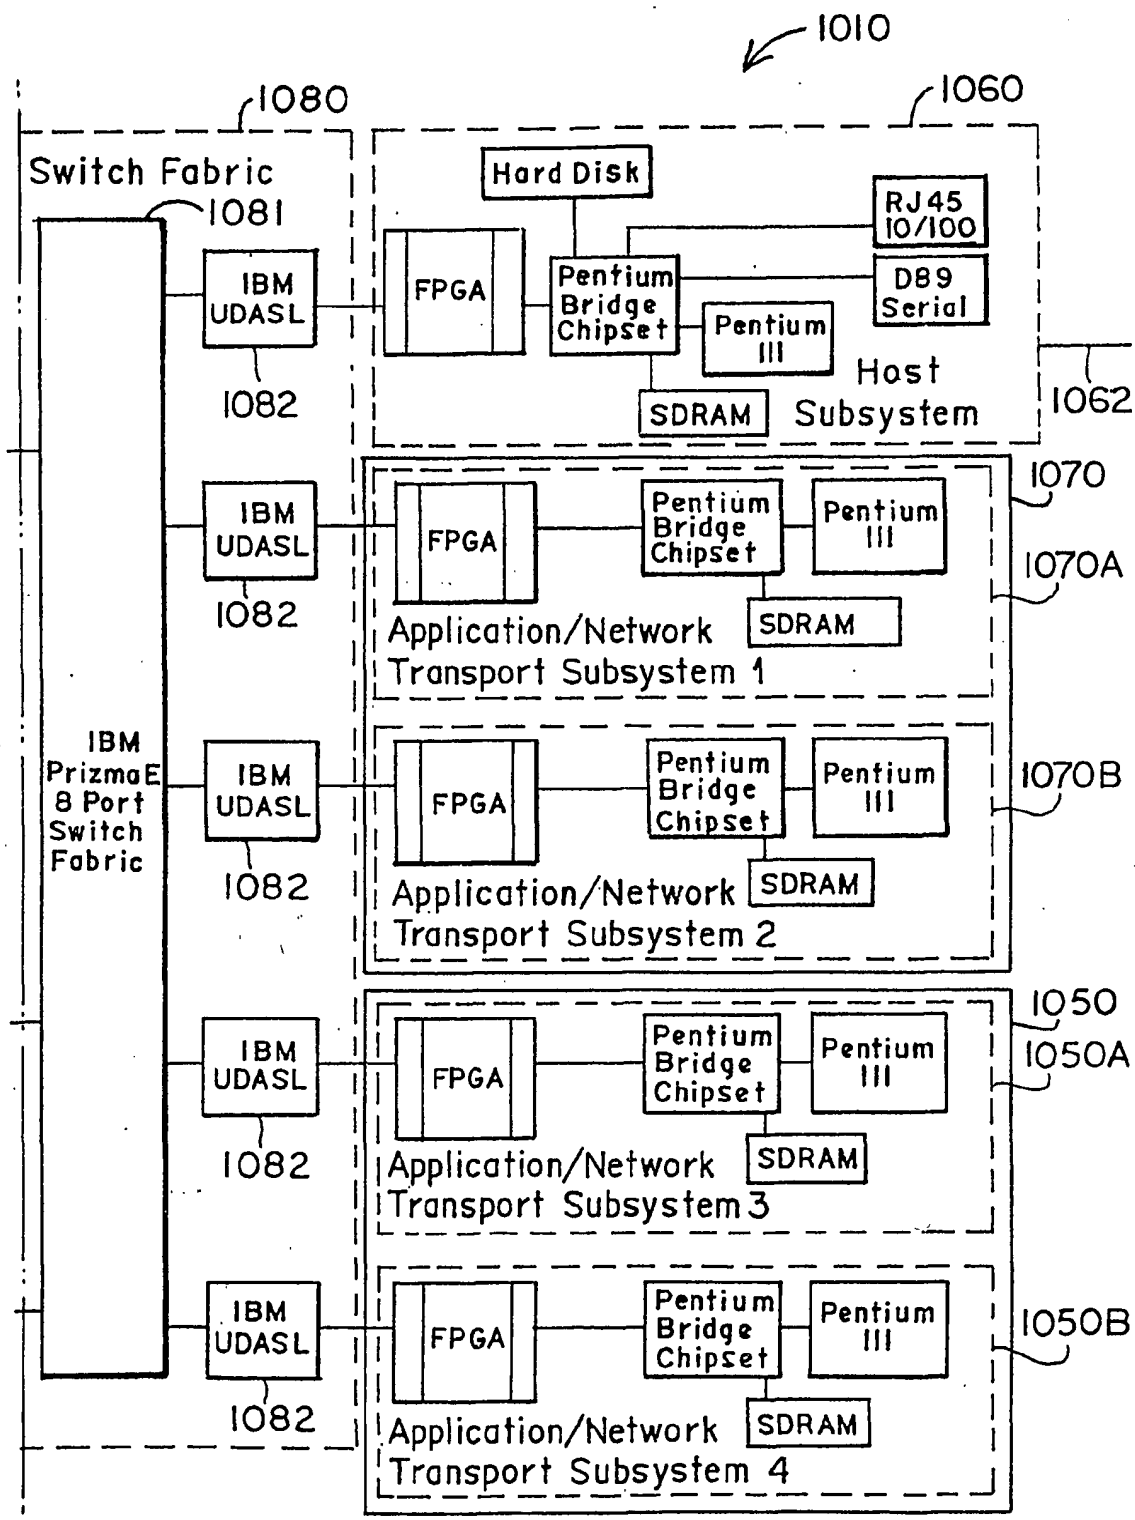 1010
1080
1060
Switch Fabric
1081
Hard Disk
RJ45
10/100
IBM
UDASL
FPGA
Pentium
Bridge
Chipset
DB9
Serial
Pentium
III
1082
SDRAM
Host
Subsystem
1062
1070
IBM
UDASL
FPGA
Pentium
Bridge
Chipset
Pentium
III
1070A
1082
SDRAM
Application/Network
Transport Subsystem 1
IBM
PrizmaE
8 Port
Switch
Fabric
IBM
UDASL
FPGA
Pentium
Bridge
Chipset
Pentium
III
1070B
1082
SDRAM
Application/Network
Transport Subsystem 2
1050
IBM
UDASL
FPGA
Pentium
Bridge
Chipset
Pentium
III
1050A
1082
SDRAM
Application/Network
Transport Subsystem 3
IBM
UDASL
FPGA
Pentium
Bridge
Chipset
Pentium
III
1050B
1082
SDRAM
Application/Network
Transport Subsystem 4